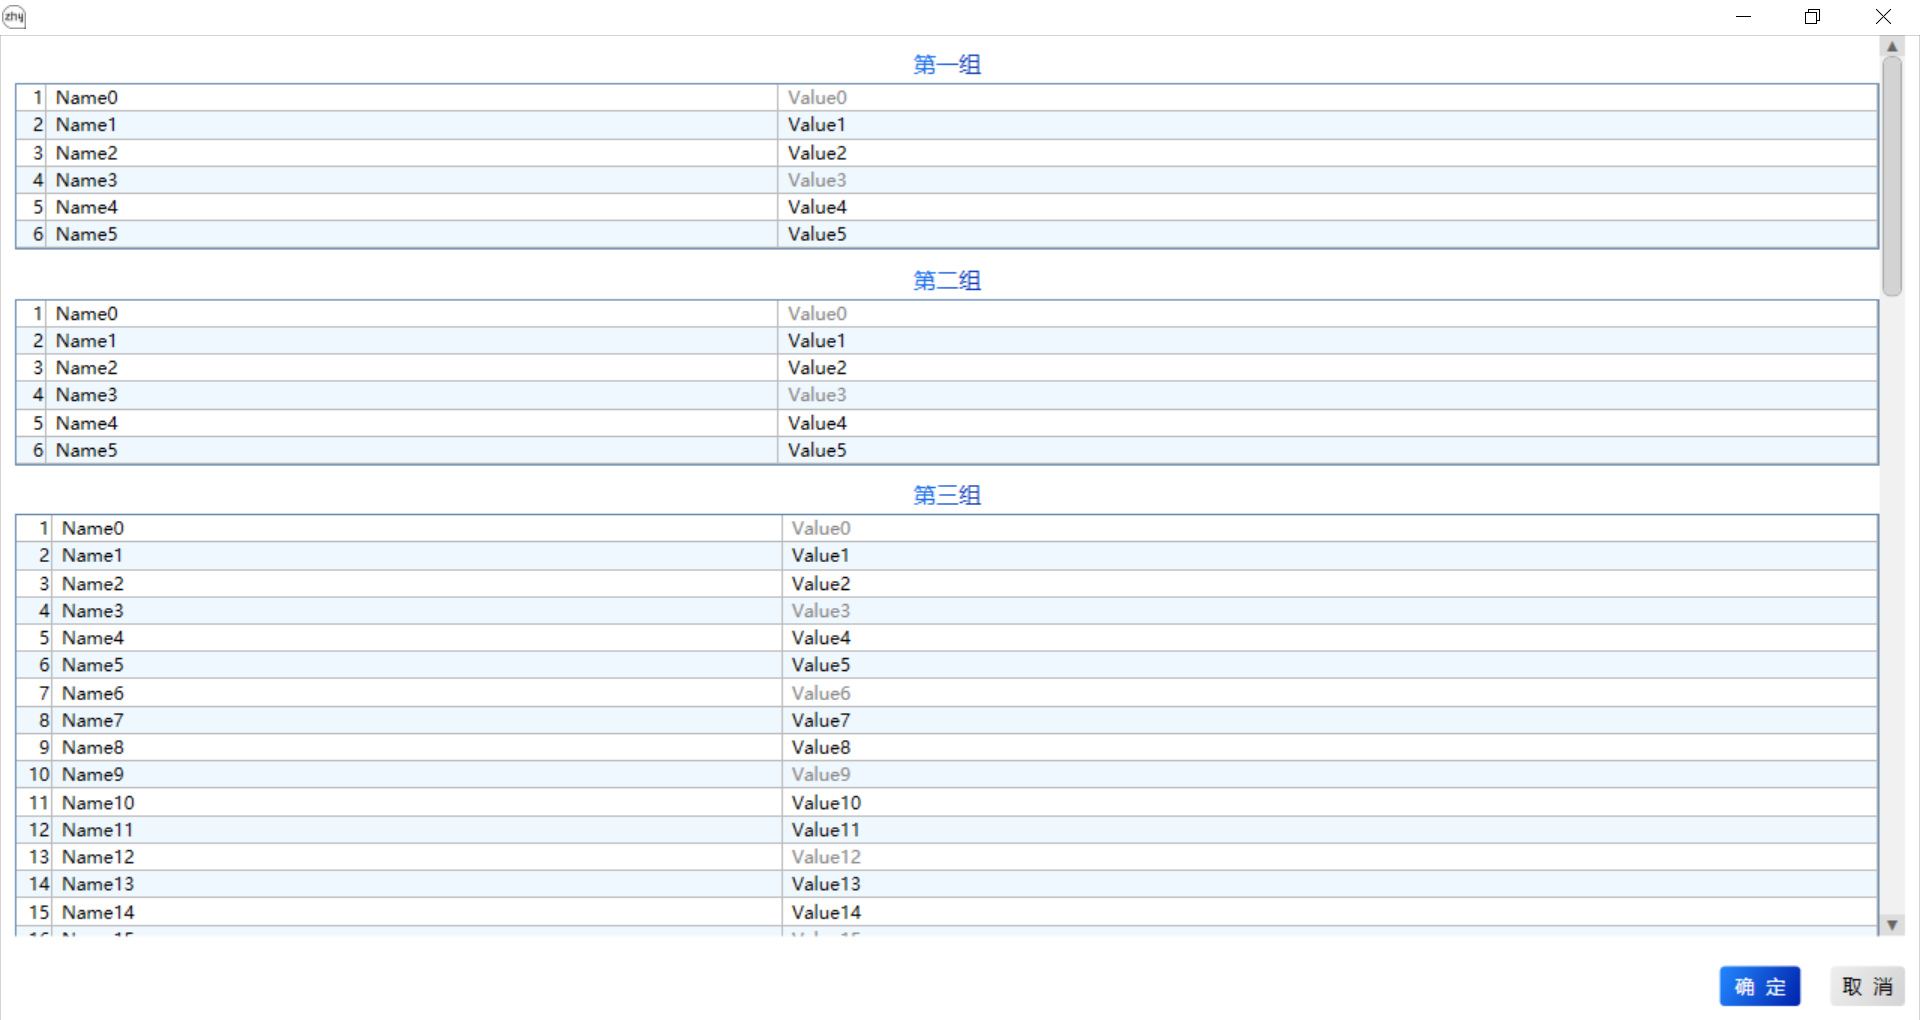 zhy
第一组
1 Name0 Value0
2 Name1 Value1
3 Name2 Value2
4 Name3 Value3
5 Name4 Value4
6 Name5 Value5
第二组
1 Name0 Value0
2 Name1 Value1
3 Name2 Value2
4 Name3 Value3
5 Name4 Value4
6 Name5 Value5
第三组
1 Name0 Value0
2 Name1 Value1
3 Name2 Value2
4 Name3 Value3
5 Name4 Value4
6 Name5 Value5
7 Name6 Value6
8 Name7 Value7
9 Name8 Value8
10 Name9 Value9
11 Name10 Value10
12 Name11 Value11
13 Name12 Value12
14 Name13 Value13
15 Name14 Value14
确 定 取 消